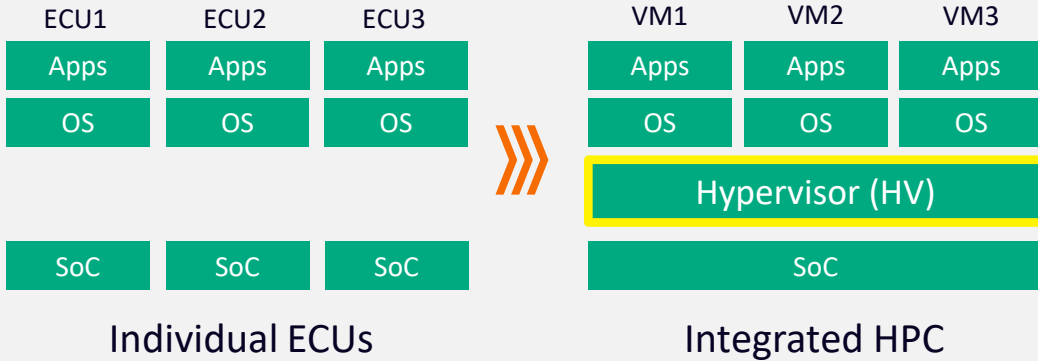 ECU1 ECU2 ECU3 VM1 VM2 VM3
Apps Apps Apps Apps Apps Apps
OS OS OS OS OS OS
Hypervisor (HV)
SoC SoC SoC SoC
Individual ECUs Integrated HPC